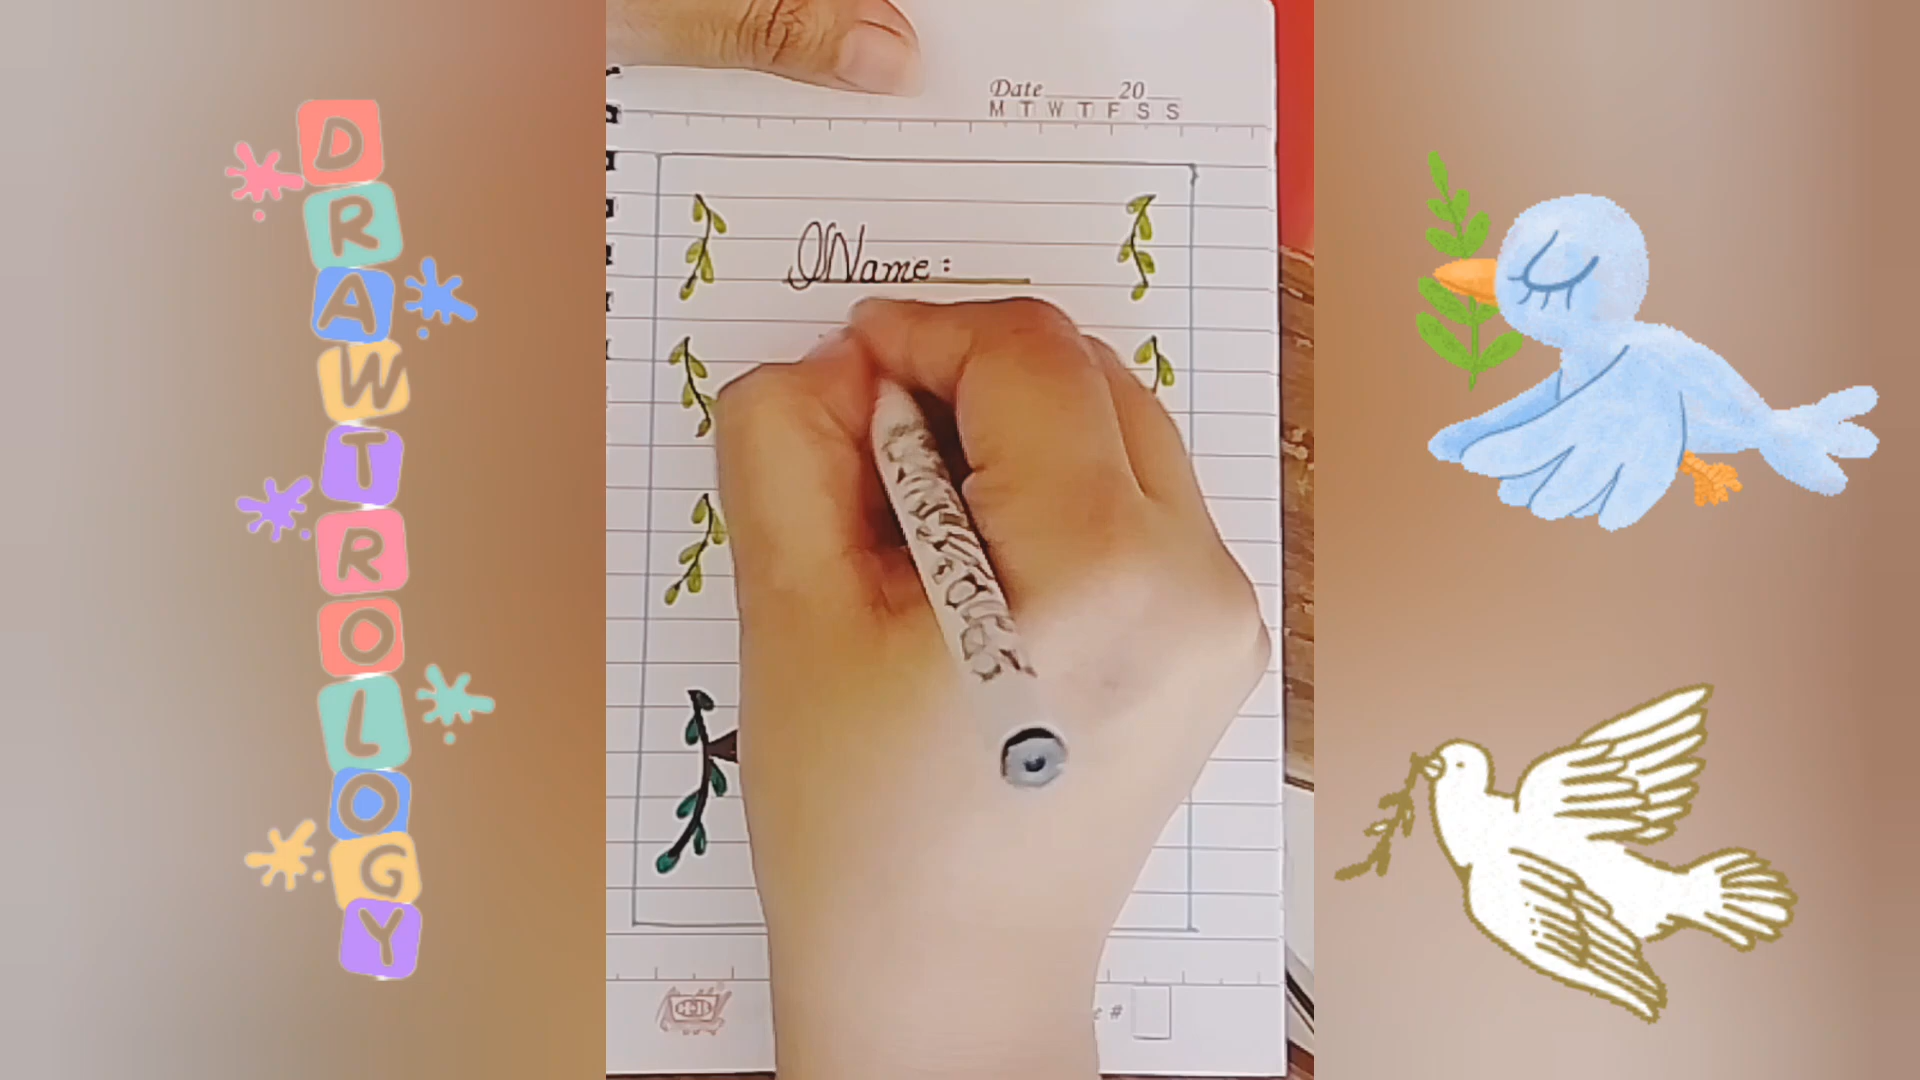 DRAWTROLOGY
Date 20
M T W T F S S
Name :
#